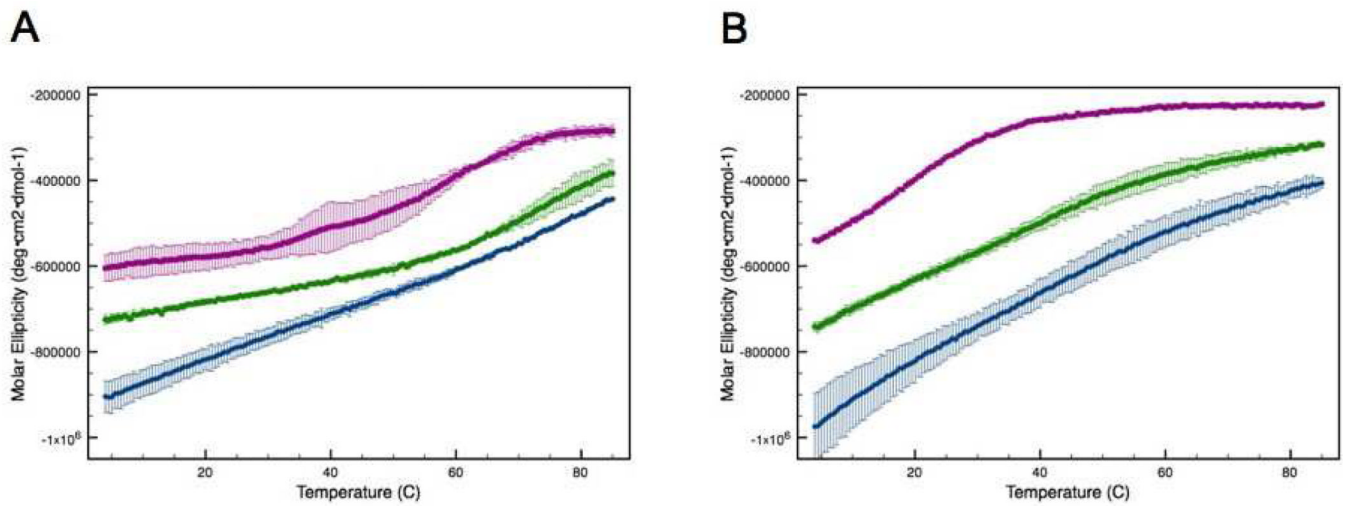 A
B
-200000
-400000
-600000
-800000
-1x10⁶
Molar Ellipticity (deg•cm2•dmol-1)
20
40
60
80
Temperature (C)
-200000
-400000
-600000
-800000
-1x10⁶
Molar Ellipticity (deg•cm2•dmol-1)
20
40
60
80
Temperature (C)